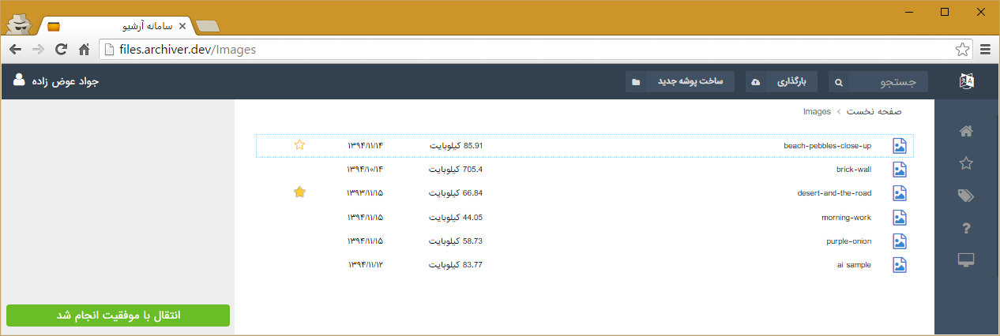 سامانه آرشیو
files.archiver.dev/Images
جستجو بارگذاری ساخت پوشه جدید جواد عوض زاده
صفحه نخست › Images
beach-pebbles-close-up 85.91 کیلوبایت ۱۳۹۴/۱۱/۱۴
brick-wall 705.4 کیلوبایت ۱۳۹۴/۱۰/۱۴
desert-and-the-road 66.84 کیلوبایت ۱۳۹۳/۱۱/۱۵
morning-work 44.05 کیلوبایت ۱۳۹۴/۱۱/۱۵
purple-onion 58.73 کیلوبایت ۱۳۹۴/۱۱/۱۵
ai sample 83.77 کیلوبایت ۱۳۹۴/۱۱/۱۲
انتقال با موفقیت انجام شد